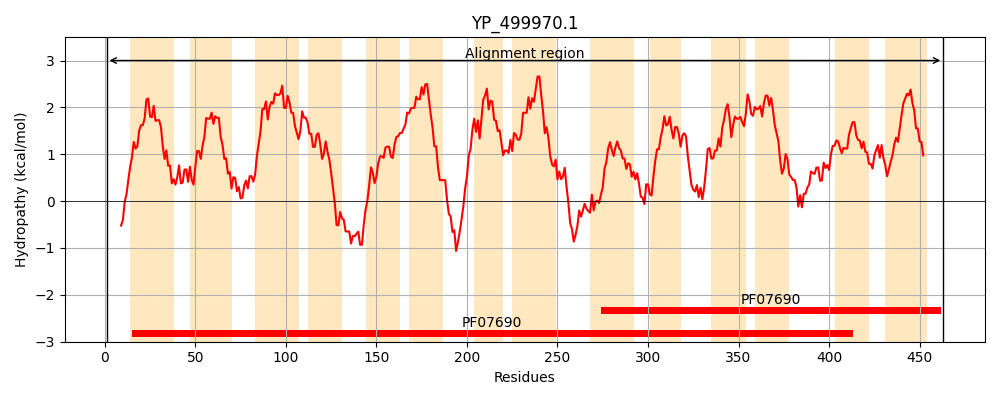 YP_499970.1
Alignment region
Hydropathy (kcal/mol)
3
2
1
0
−1
−2
−3
PF07690
PF07690
0 50 100 150 200 250 300 350 400 450
Residues